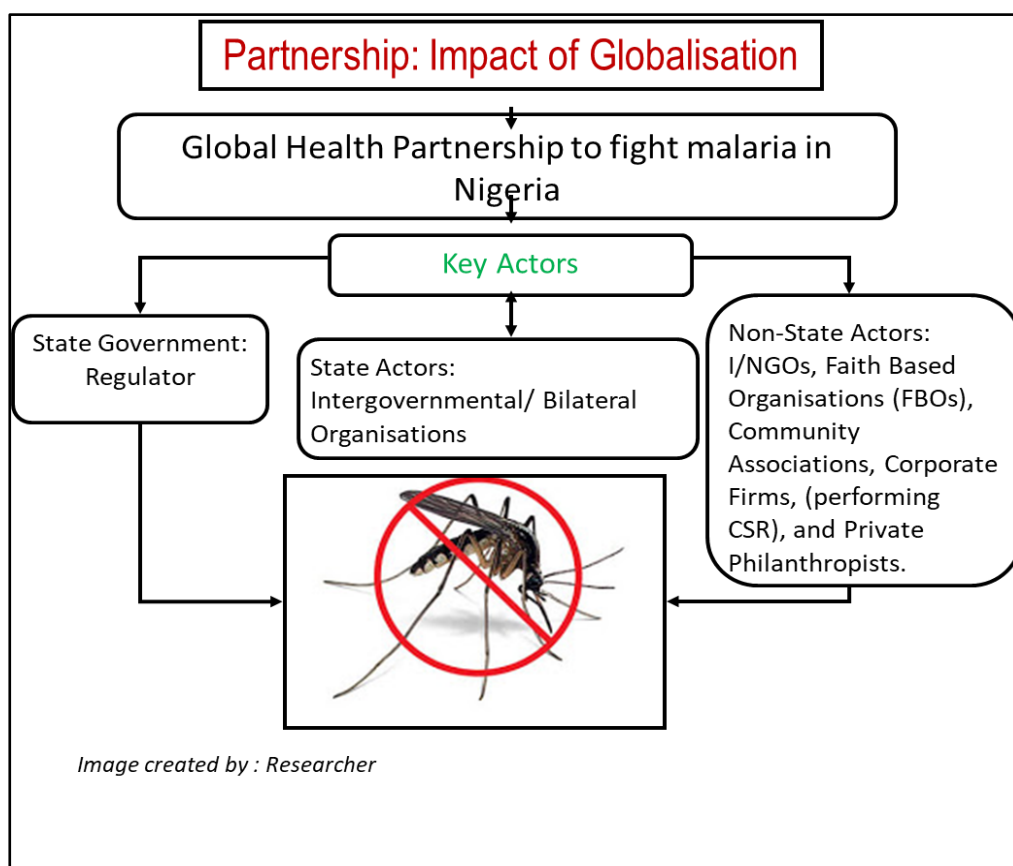 Partnership: Impact of Globalisation
Global Health Partnership to fight malaria in
Nigeria
Key Actors
State Government:
Regulator
State Actors:
Intergovernmental/ Bilateral
Organisations
Non-State Actors:
I/NGOs, Faith Based
Organisations (FBOs),
Community
Associations, Corporate
Firms, (performing
CSR), and Private
Philanthropists.
Image created by : Researcher